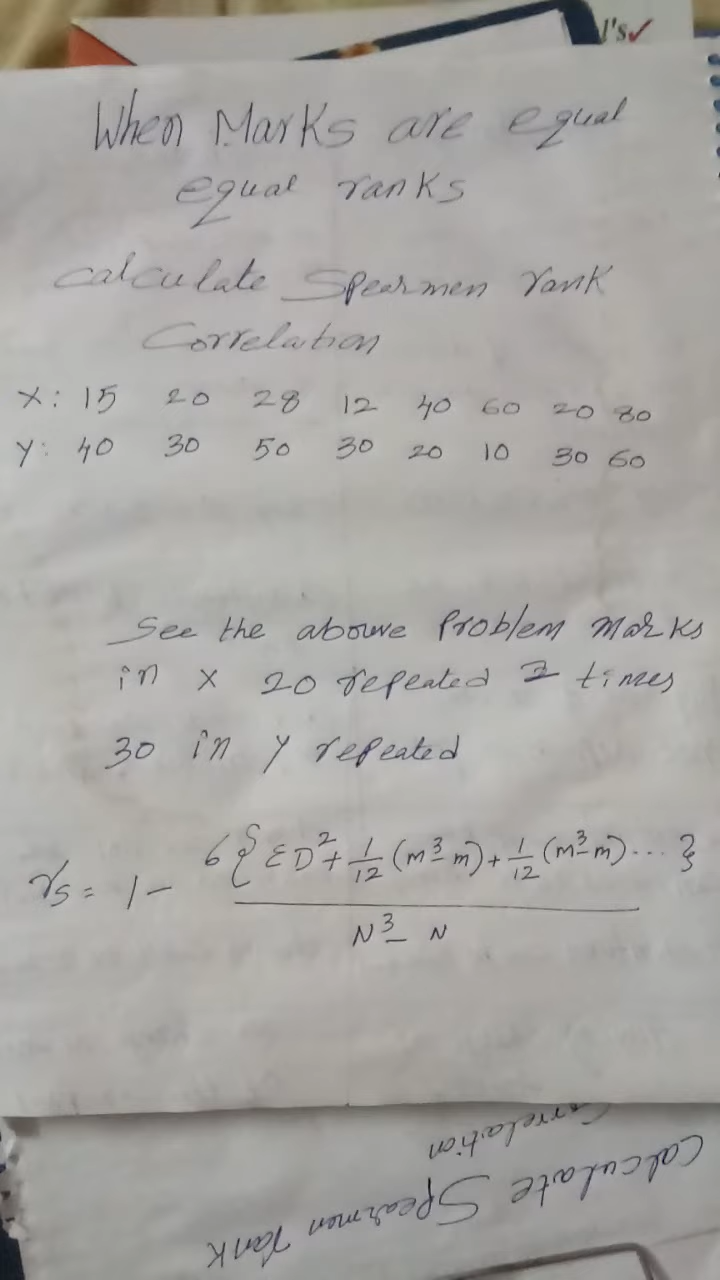 l's✓
When Marks are equal
equal ranks
Calculate Spearmen rank
Correlation
X: 15 20 28 12 40 60 20 80
Y: 40 30 50 30 20 10 30 60
See the abouve Problem marks
in x 20 repeated 2 times
30 in y repeated
rs = 1 - 6{ΣD²+ 1/12 (m³-m)+ 1/12 (m³-m)...}
N³- N
Calculate Spearmon rank
Correlation